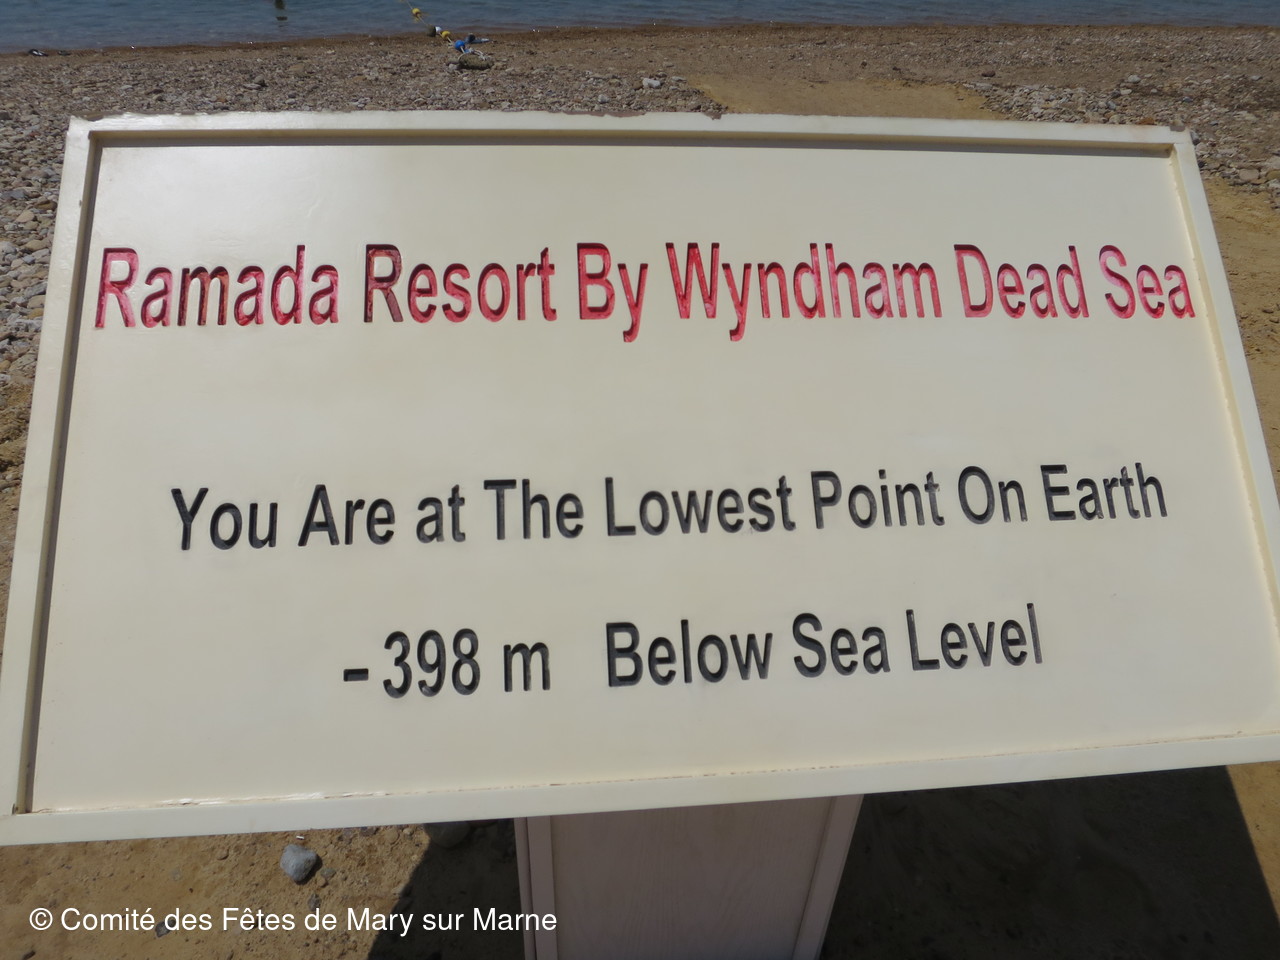 Ramada Resort By Wyndham Dead Sea
You Are at The Lowest Point On Earth
- 398 m Below Sea Level
© Comité des Fêtes de Mary sur Marne